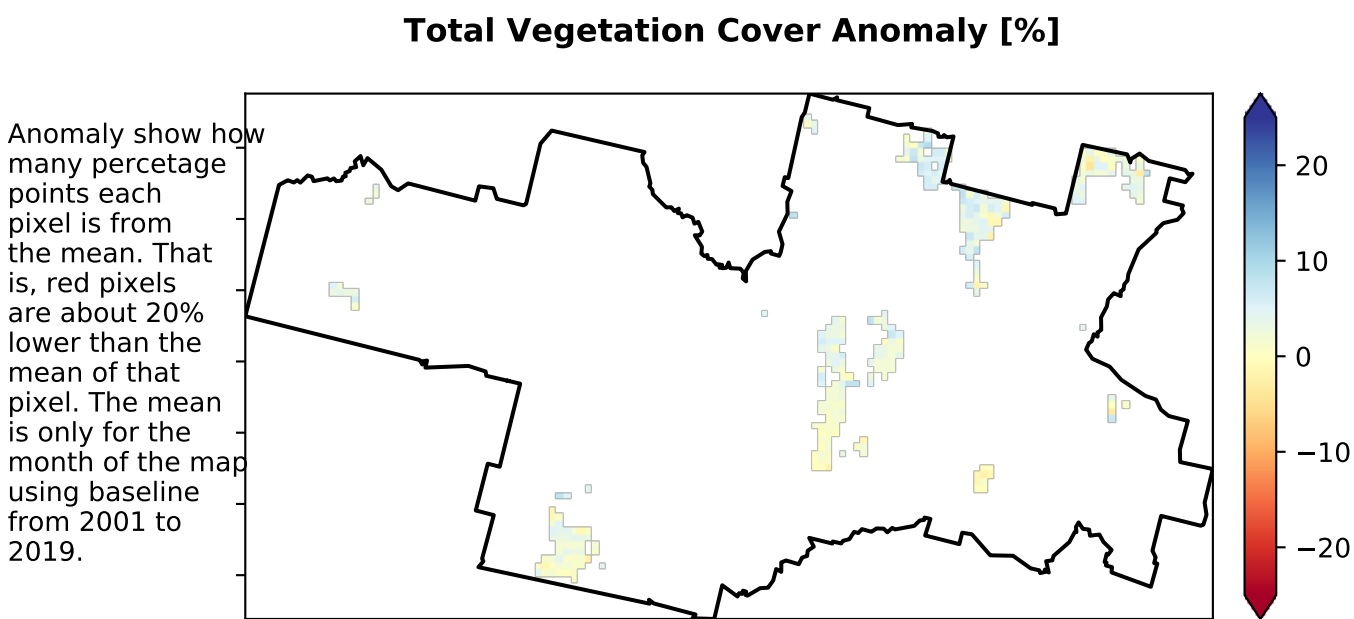 Total Vegetation Cover Anomaly [%]
Anomaly show how
many percetage
points each
pixel is from
the mean. That
is, red pixels
are about 20%
lower than the
mean of that
pixel. The mean
is only for the
month of the map
using baseline
from 2001 to
2019.
20
10
0
−10
−20